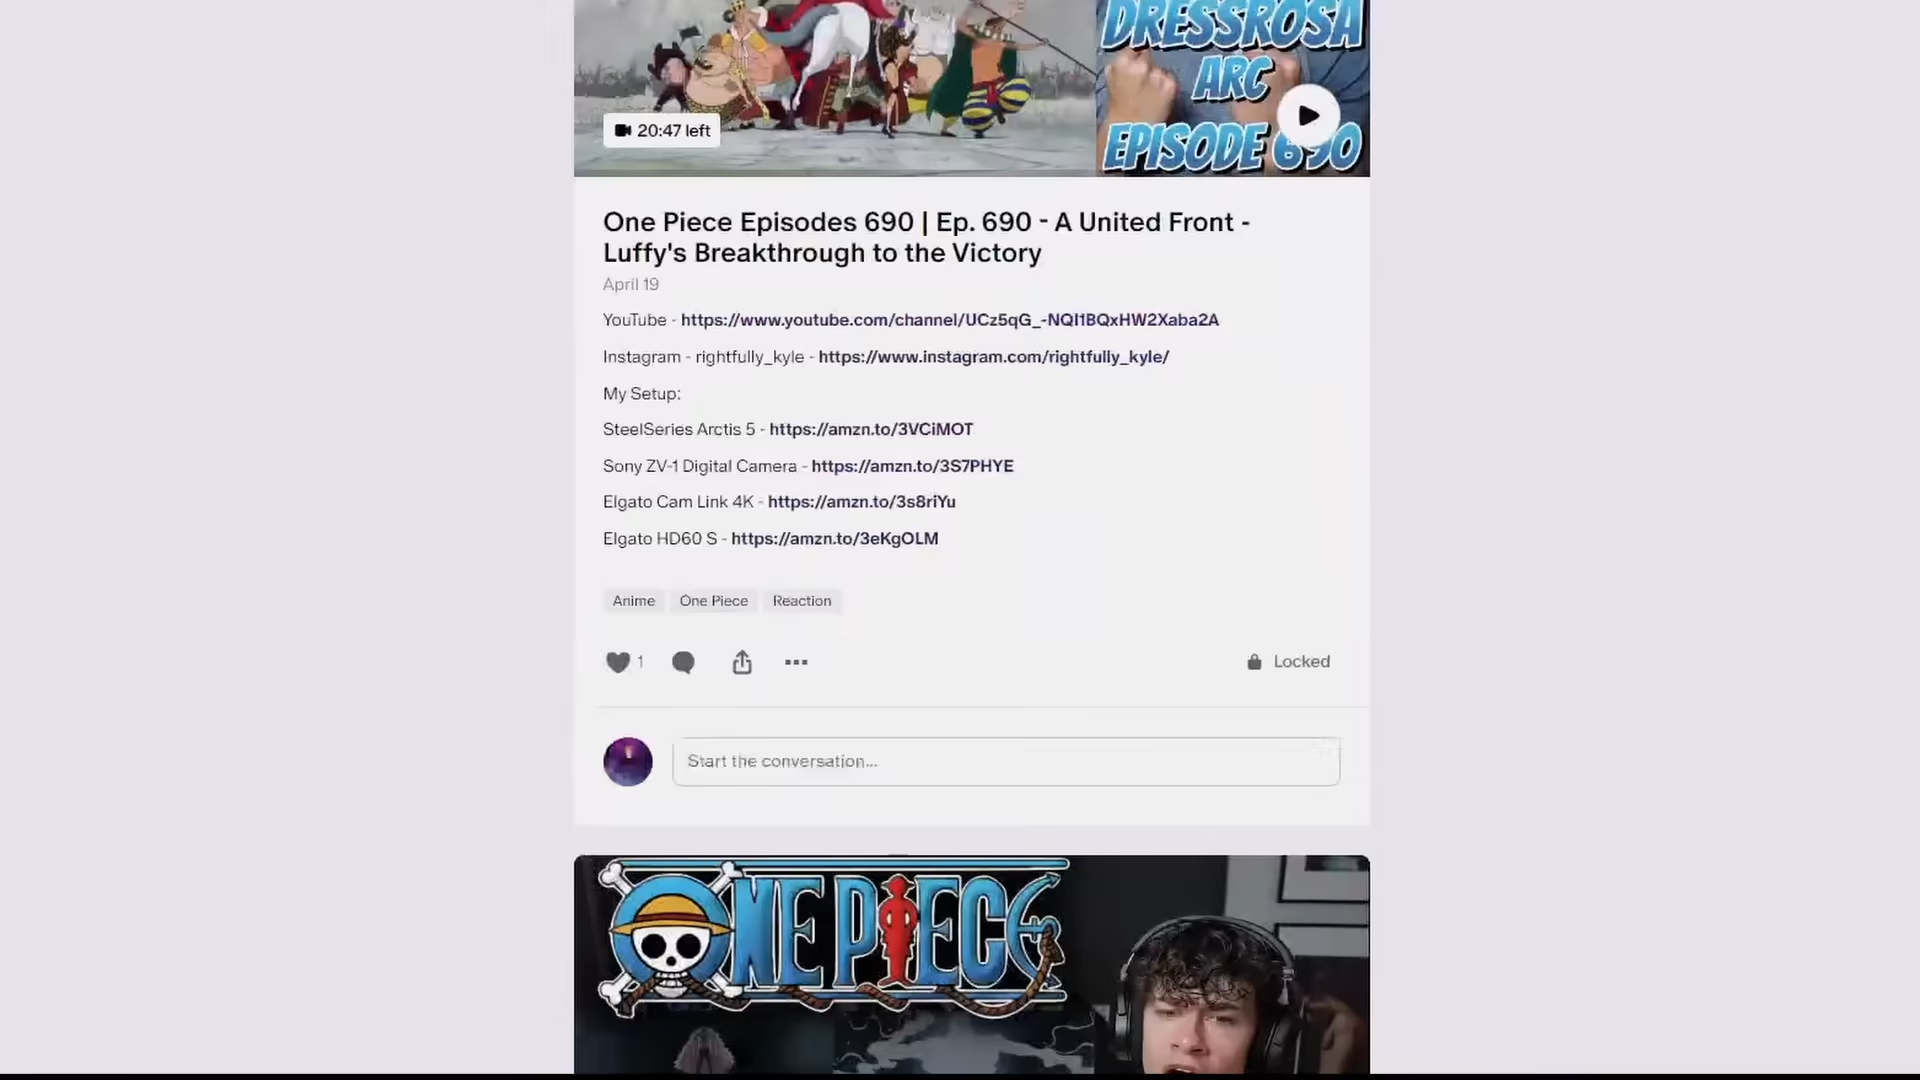 DRESSROSA
ARC
EPISODE 690
20:47 left
One Piece Episodes 690 | Ep. 690 - A United Front -
Luffy's Breakthrough to the Victory
April 19
YouTube - https://www.youtube.com/channel/UCz5qG_-NQI1BQxHW2Xaba2A
Instagram - rightfully_kyle - https://www.instagram.com/rightfully_kyle/
My Setup:
SteelSeries Arctis 5 - https://amzn.to/3VCiMOT
Sony ZV-1 Digital Camera - https://amzn.to/3S7PHYE
Elgato Cam Link 4K - https://amzn.to/3s8riYu
Elgato HD60 S - https://amzn.to/3eKgOLM
Anime One Piece Reaction
1
Locked
Start the conversation...
ONE PIECE